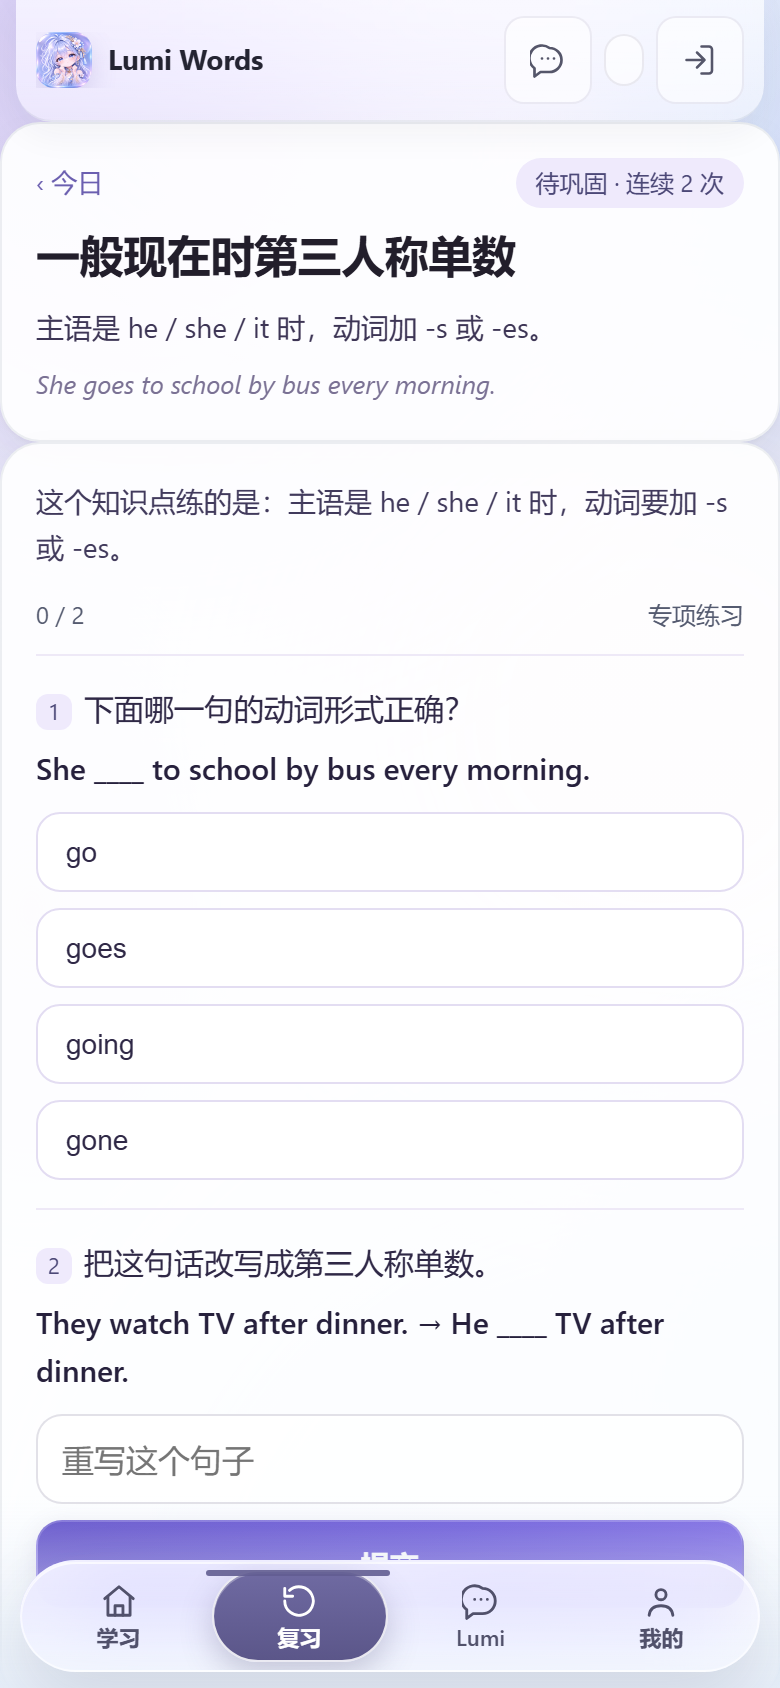 Lumi Words
‹ 今日
待巩固 · 连续 2 次
一般现在时第三人称单数
主语是 he / she / it 时，动词加 -s 或 -es。
She goes to school by bus every morning.
这个知识点练的是：主语是 he / she / it 时，动词要加 -s
或 -es。
0 / 2
专项练习
1 下面哪一句的动词形式正确？
She ____ to school by bus every morning.
go
goes
going
gone
2 把这句话改写成第三人称单数。
They watch TV after dinner. → He ____ TV after
dinner.
重写这个句子
学习
复习
Lumi
我的